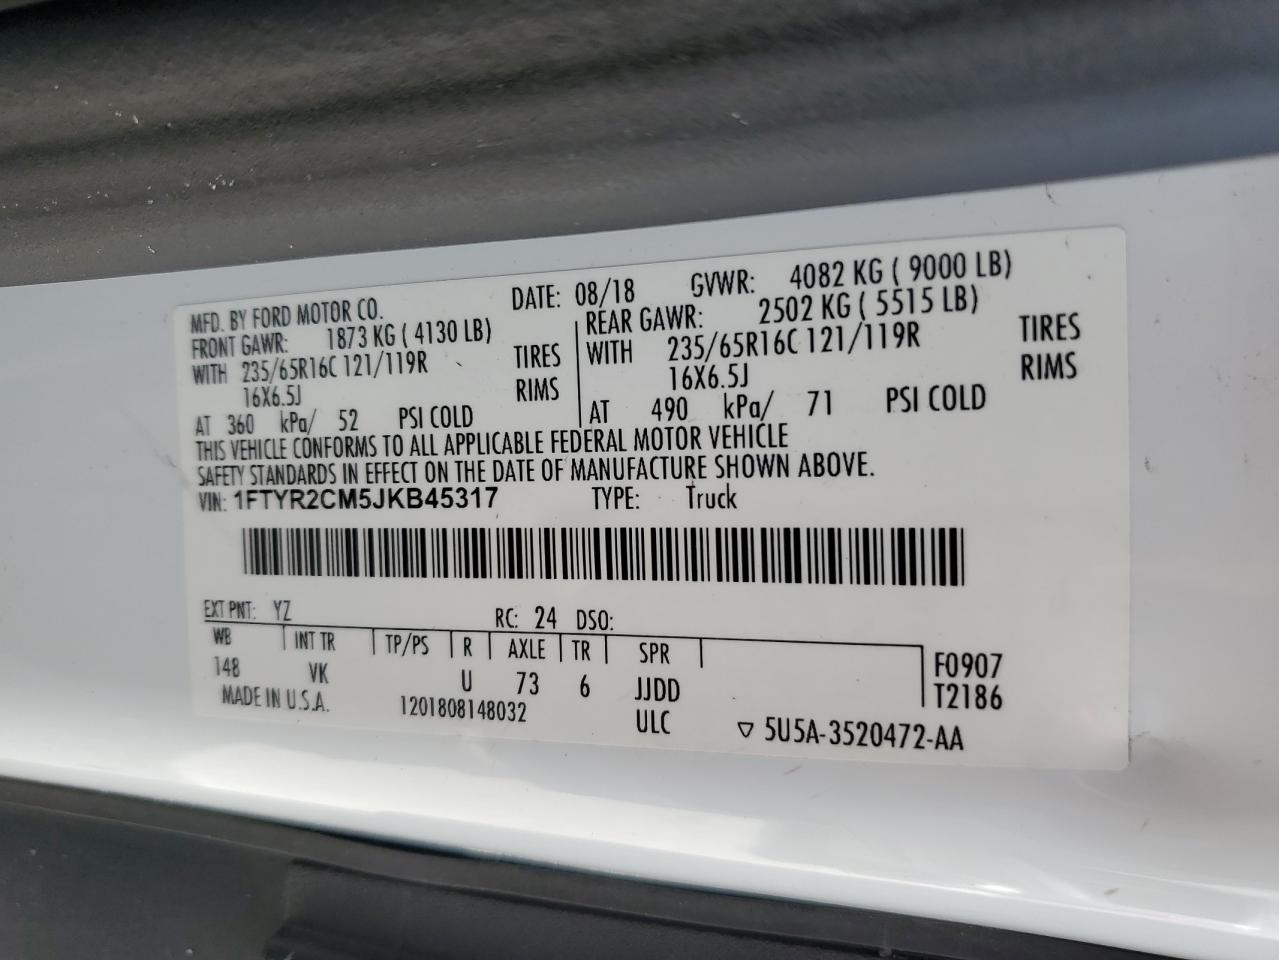 MFD. BY FORD MOTOR CO. DATE: 08/18 GVWR: 4082 KG ( 9000 LB)
FRONT GAWR: 1873 KG ( 4130 LB) REAR GAWR: 2502 KG ( 5515 LB)
WITH 235/65R16C 121/119R TIRES WITH 235/65R16C 121/119R TIRES
16X6.5J RIMS 16X6.5J RIMS
AT 360 kPa/ 52 PSI COLD AT 490 kPa/ 71 PSI COLD
THIS VEHICLE CONFORMS TO ALL APPLICABLE FEDERAL MOTOR VEHICLE
SAFETY STANDARDS IN EFFECT ON THE DATE OF MANUFACTURE SHOWN ABOVE.
VIN: 1FTYR2CM5JKB45317 TYPE: Truck
EXT PNT: YZ RC: 24 DSO:
WB INT TR TP/PS R AXLE TR SPR F0907
148 VK U 73 6 JJDD T2186
MADE IN U.S.A. 1201808148032 ULC ▽ 5U5A-3520472-AA